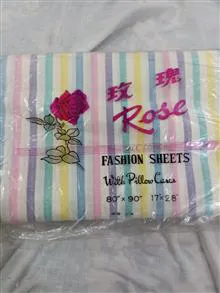 玫瑰
Rose
FASHION SHEETS
With Pillow Cases
80"×90" 17"×28"